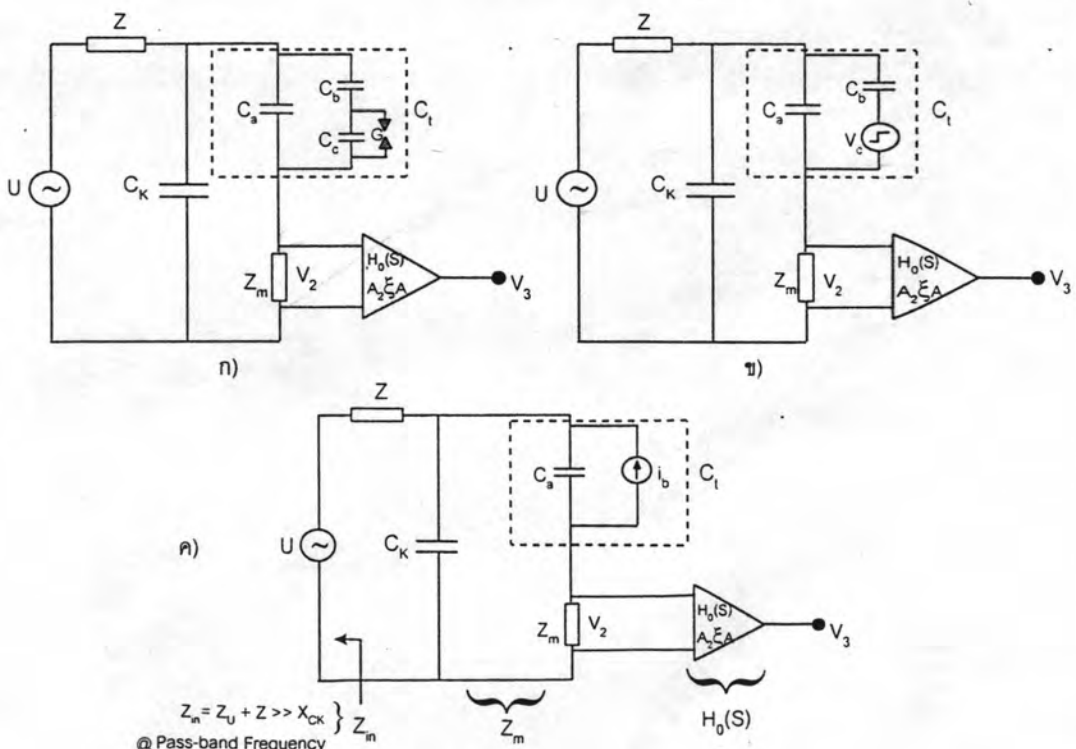 Z
U
C_K
C_a
C_b
C_c
G
C_t
Z_m
V_2
H_0(S)
A_2ξA
V_3
ก)
Z
U
C_K
C_a
C_b
V_c
C_t
Z_m
V_2
H_0(S)
A_2ξA
V_3
ข)
Z
ค)
U
C_K
C_a
i_b
C_t
Z_m
V_2
H_0(S)
A_2ξA
V_3
Z_in = Z_U + Z >> X_CK } Z_in
@ Pass-band Frequency
Z_m
H_0(S)